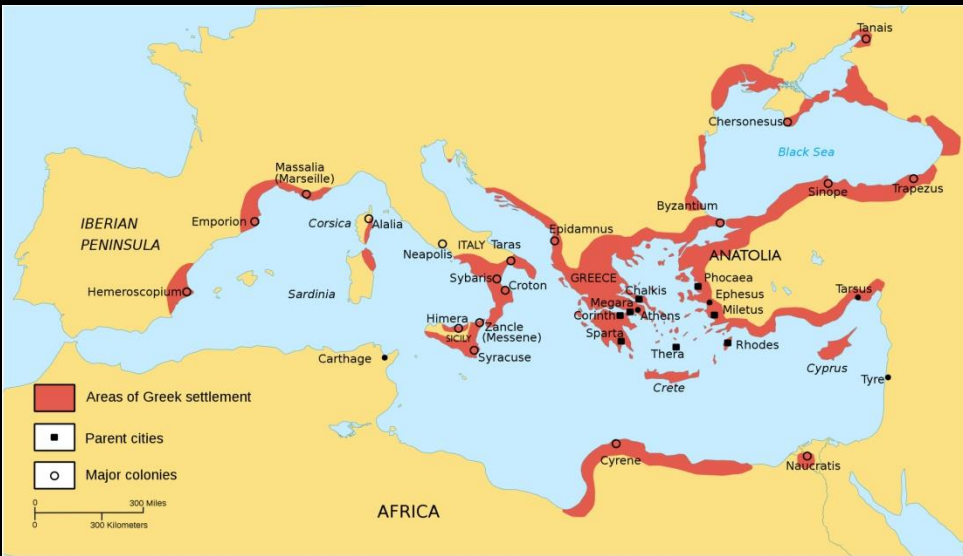 Tanais
Chersonesus
Black Sea
Massalia
(Marseille)
Sinope
Trapezus
Byzantium
Emporion
Corsica
Alalia
IBERIAN
PENINSULA
Epidamnus
Neapolis
ITALY
Taras
ANATOLIA
GREECE
Phocaea
Sybaris
Croton
Chalkis
Ephesus
Tarsus
Hemeroscopium
Sardinia
Megara
Miletus
Corinth
Athens
Himera
SICILY
Zancle
(Messene)
Sparta
Rhodes
Carthage
Syracuse
Thera
Cyprus
Crete
Tyre
Areas of Greek settlement
Parent cities
Cyrene
Naucratis
Major colonies
0 300 Miles
0 300 Kilometers
AFRICA